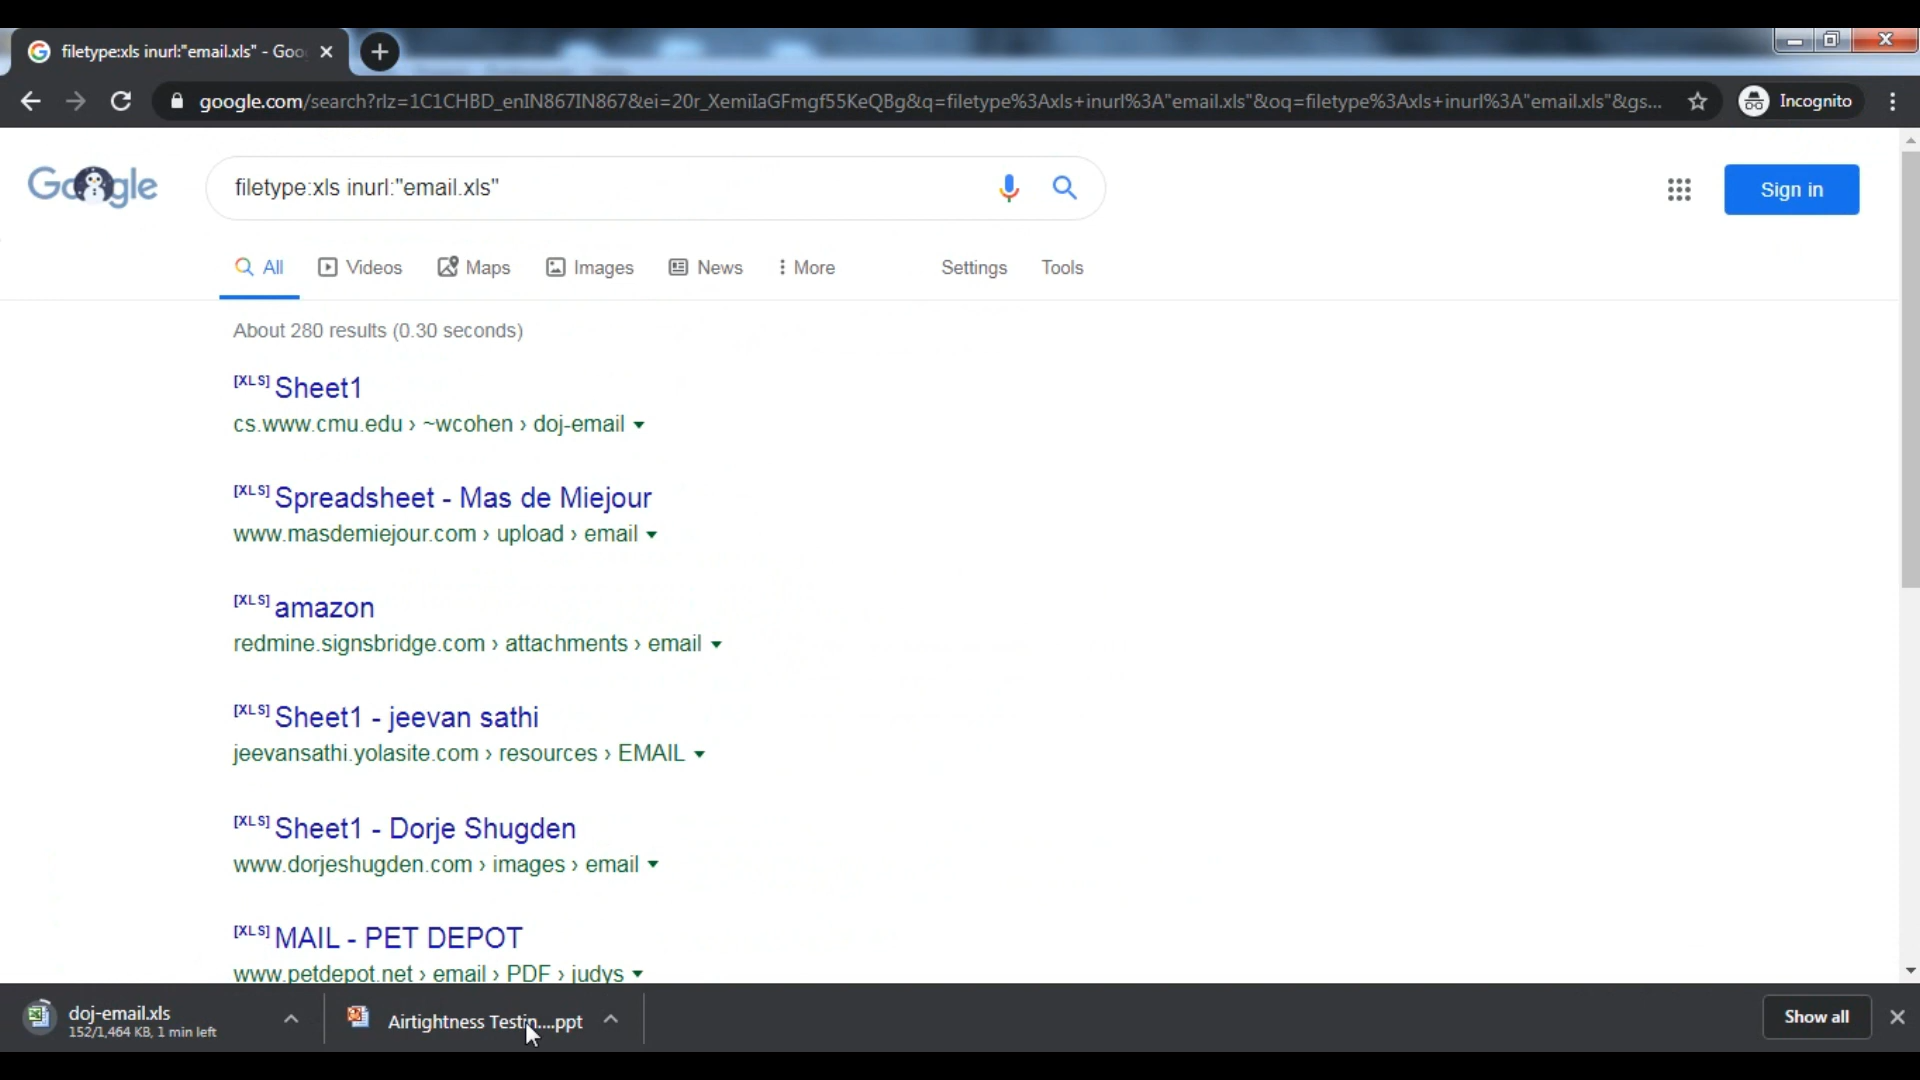 filetype:xls inurl:"email.xls" - Goo
google.com/search?rlz=1C1CHBD_enIN867IN867&ei=20r_XemiIaGFmgf55KeQBg&q=filetype%3Axls+inurl%3A"email.xls"&oq=filetype%3Axls+inurl%3A"email.xls"&gs...
Incognito
Google
filetype:xls inurl:"email.xls"
Sign in
All Videos Maps Images News More Settings Tools
About 280 results (0.30 seconds)
[XLS] Sheet1
cs.www.cmu.edu › ~wcohen › doj-email
[XLS] Spreadsheet - Mas de Miejour
www.masdemiejour.com › upload › email
[XLS] amazon
redmine.signsbridge.com › attachments › email
[XLS] Sheet1 - jeevan sathi
jeevansathi.yolasite.com › resources › EMAIL
[XLS] Sheet1 - Dorje Shugden
www.dorjeshugden.com › images › email
[XLS] MAIL - PET DEPOT
www.petdepot.net › email › PDF › judys
doj-email.xls
152/1,464 KB, 1 min left
Airtightness Testin....ppt
Show all